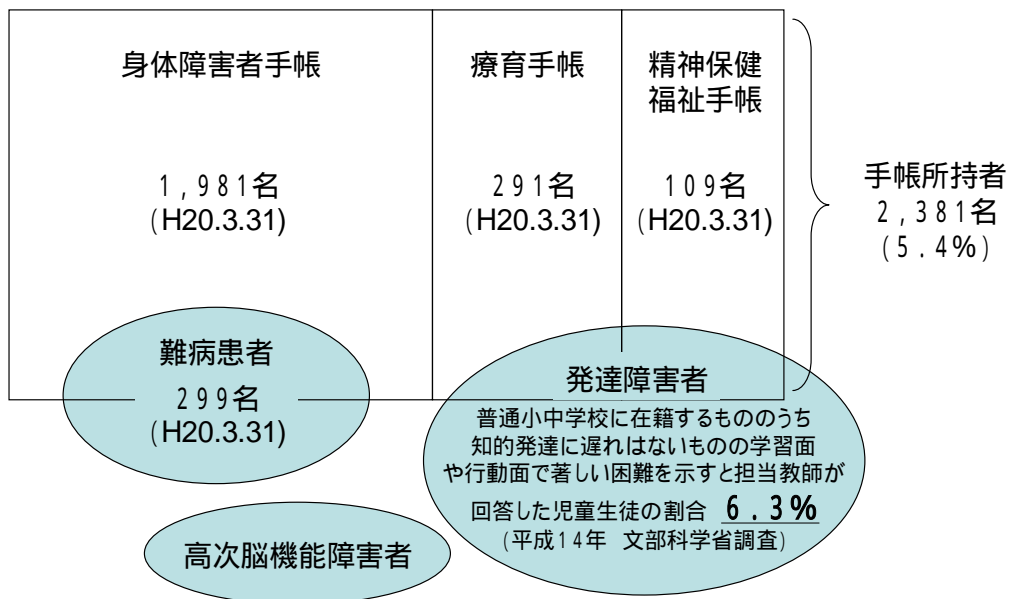 身体障害者手帳
1,981名
(H20.3.31)
療育手帳
291名
(H20.3.31)
精神保健
福祉手帳
109名
(H20.3.31)
手帳所持者
2,381名
(5.4%)
難病患者
299名
(H20.3.31)
発達障害者
普通小中学校に在籍するもののうち
知的発達に遅れはないものの学習面
や行動面で著しい困難を示すと担当教師が
回答した児童生徒の割合 6.3%
(平成14年 文部科学省調査)
高次脳機能障害者